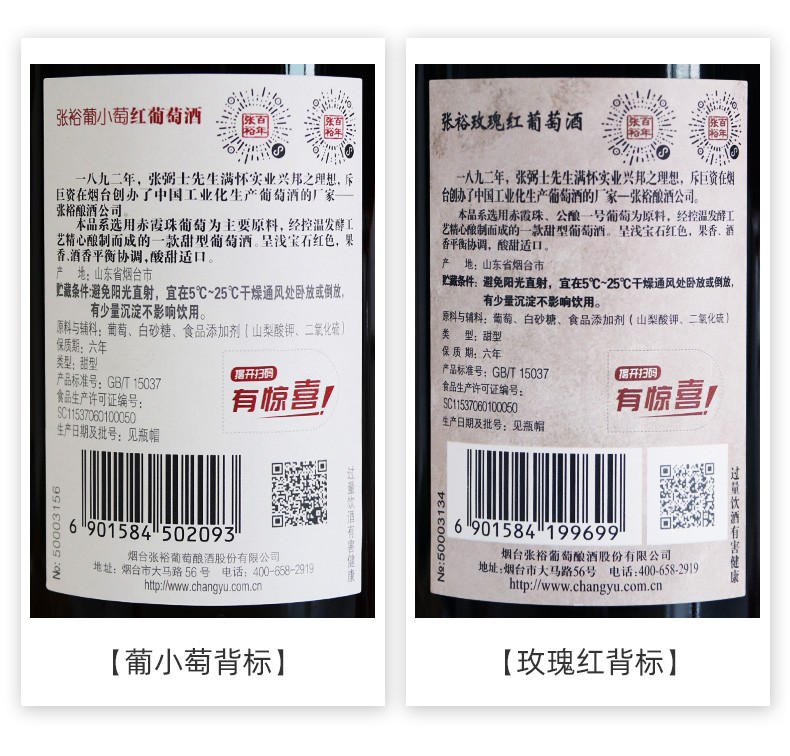 张裕葡小萄红葡萄酒
张裕
百年
张裕
百年
一八九二年，张弼士先生满怀实业兴邦之理想，斥
巨资在烟台创办了中国工业化生产葡萄酒的厂家——
张裕酿酒公司。
本品系选用赤霞珠葡萄为主要原料，经控温发酵工
艺精心酿制而成的一款甜型葡萄酒。呈浅宝石红色，果
香、酒香平衡协调，酸甜适口。
产 地：山东省烟台市
贮藏条件:避免阳光直射，宜在5℃~25℃干燥通风处卧放或倒放，
有少量沉淀不影响饮用。
原料与辅料：葡萄、白砂糖、食品添加剂（山梨酸钾、二氧化硫）
保质期：六年
类型：甜型
产品标准号：GB/T 15037
食品生产许可证编号：
SC11537060100050
生产日期及批号：见瓶帽
揭开扫码
有惊喜!
6 901584 502093
№: 50003156
过量饮酒有害健康
烟台张裕葡萄酿酒股份有限公司
地址：烟台市大马路 56 号 电话：400-658-2919
http://www.changyu.com.cn
【葡小萄背标】
张裕玫瑰红葡萄酒
张裕
百年
张裕
百年
一八九二年，张弼士先生满怀实业兴邦之理想，斥巨资在烟
台创办了中国工业化生产葡萄酒的厂家—张裕酿酒公司。
本品系选用赤霞珠、公酿一号葡萄为原料，经控温发酵工
艺精心酿制而成的一款甜型葡萄酒。呈浅宝石红色，果香、酒
香平衡协调，酸甜适口。
产 地：山东省烟台市
贮藏条件:避免阳光直射，宜在5℃~25℃干燥通风处卧放或倒放，
有少量沉淀不影响饮用。
原料与辅料：葡萄、白砂糖、食品添加剂（山梨酸钾、二氧化硫）
类 型：甜型
保 质 期：六年
产品标准号：GB/T 15037
食品生产许可证编号：
SC11537060100050
生产日期及批号：见瓶帽
揭开扫码
有惊喜!
6 901584 199699
№:50003134
过量饮酒有害健康
烟台张裕葡萄酿酒股份有限公司
地址:烟台市大马路56号 电话：400-658-2919
http://www.changyu.com.cn
【玫瑰红背标】